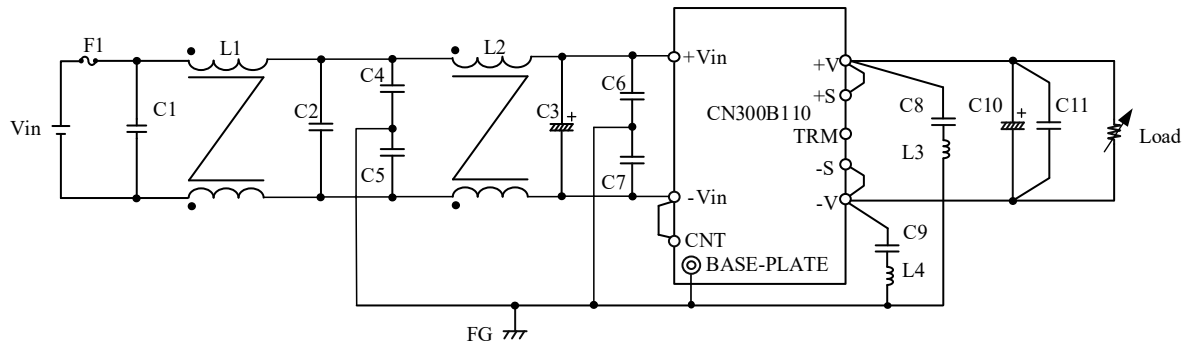 F1
L1
L2
C1
C2
C3
+
C4
C5
C6
C7
Vin
+Vin
-Vin
CNT
BASE-PLATE
CN300B110
+V
+S
TRM
-S
-V
C8
L3
C9
L4
C10
+
C11
Load
FG